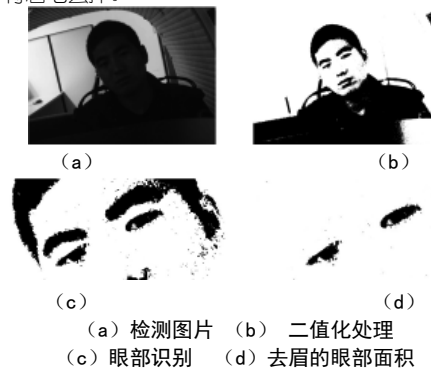 （a）
（b）
（c）
（d）
（a）检测图片 （b） 二值化处理
（c）眼部识别 （d）去眉的眼部面积